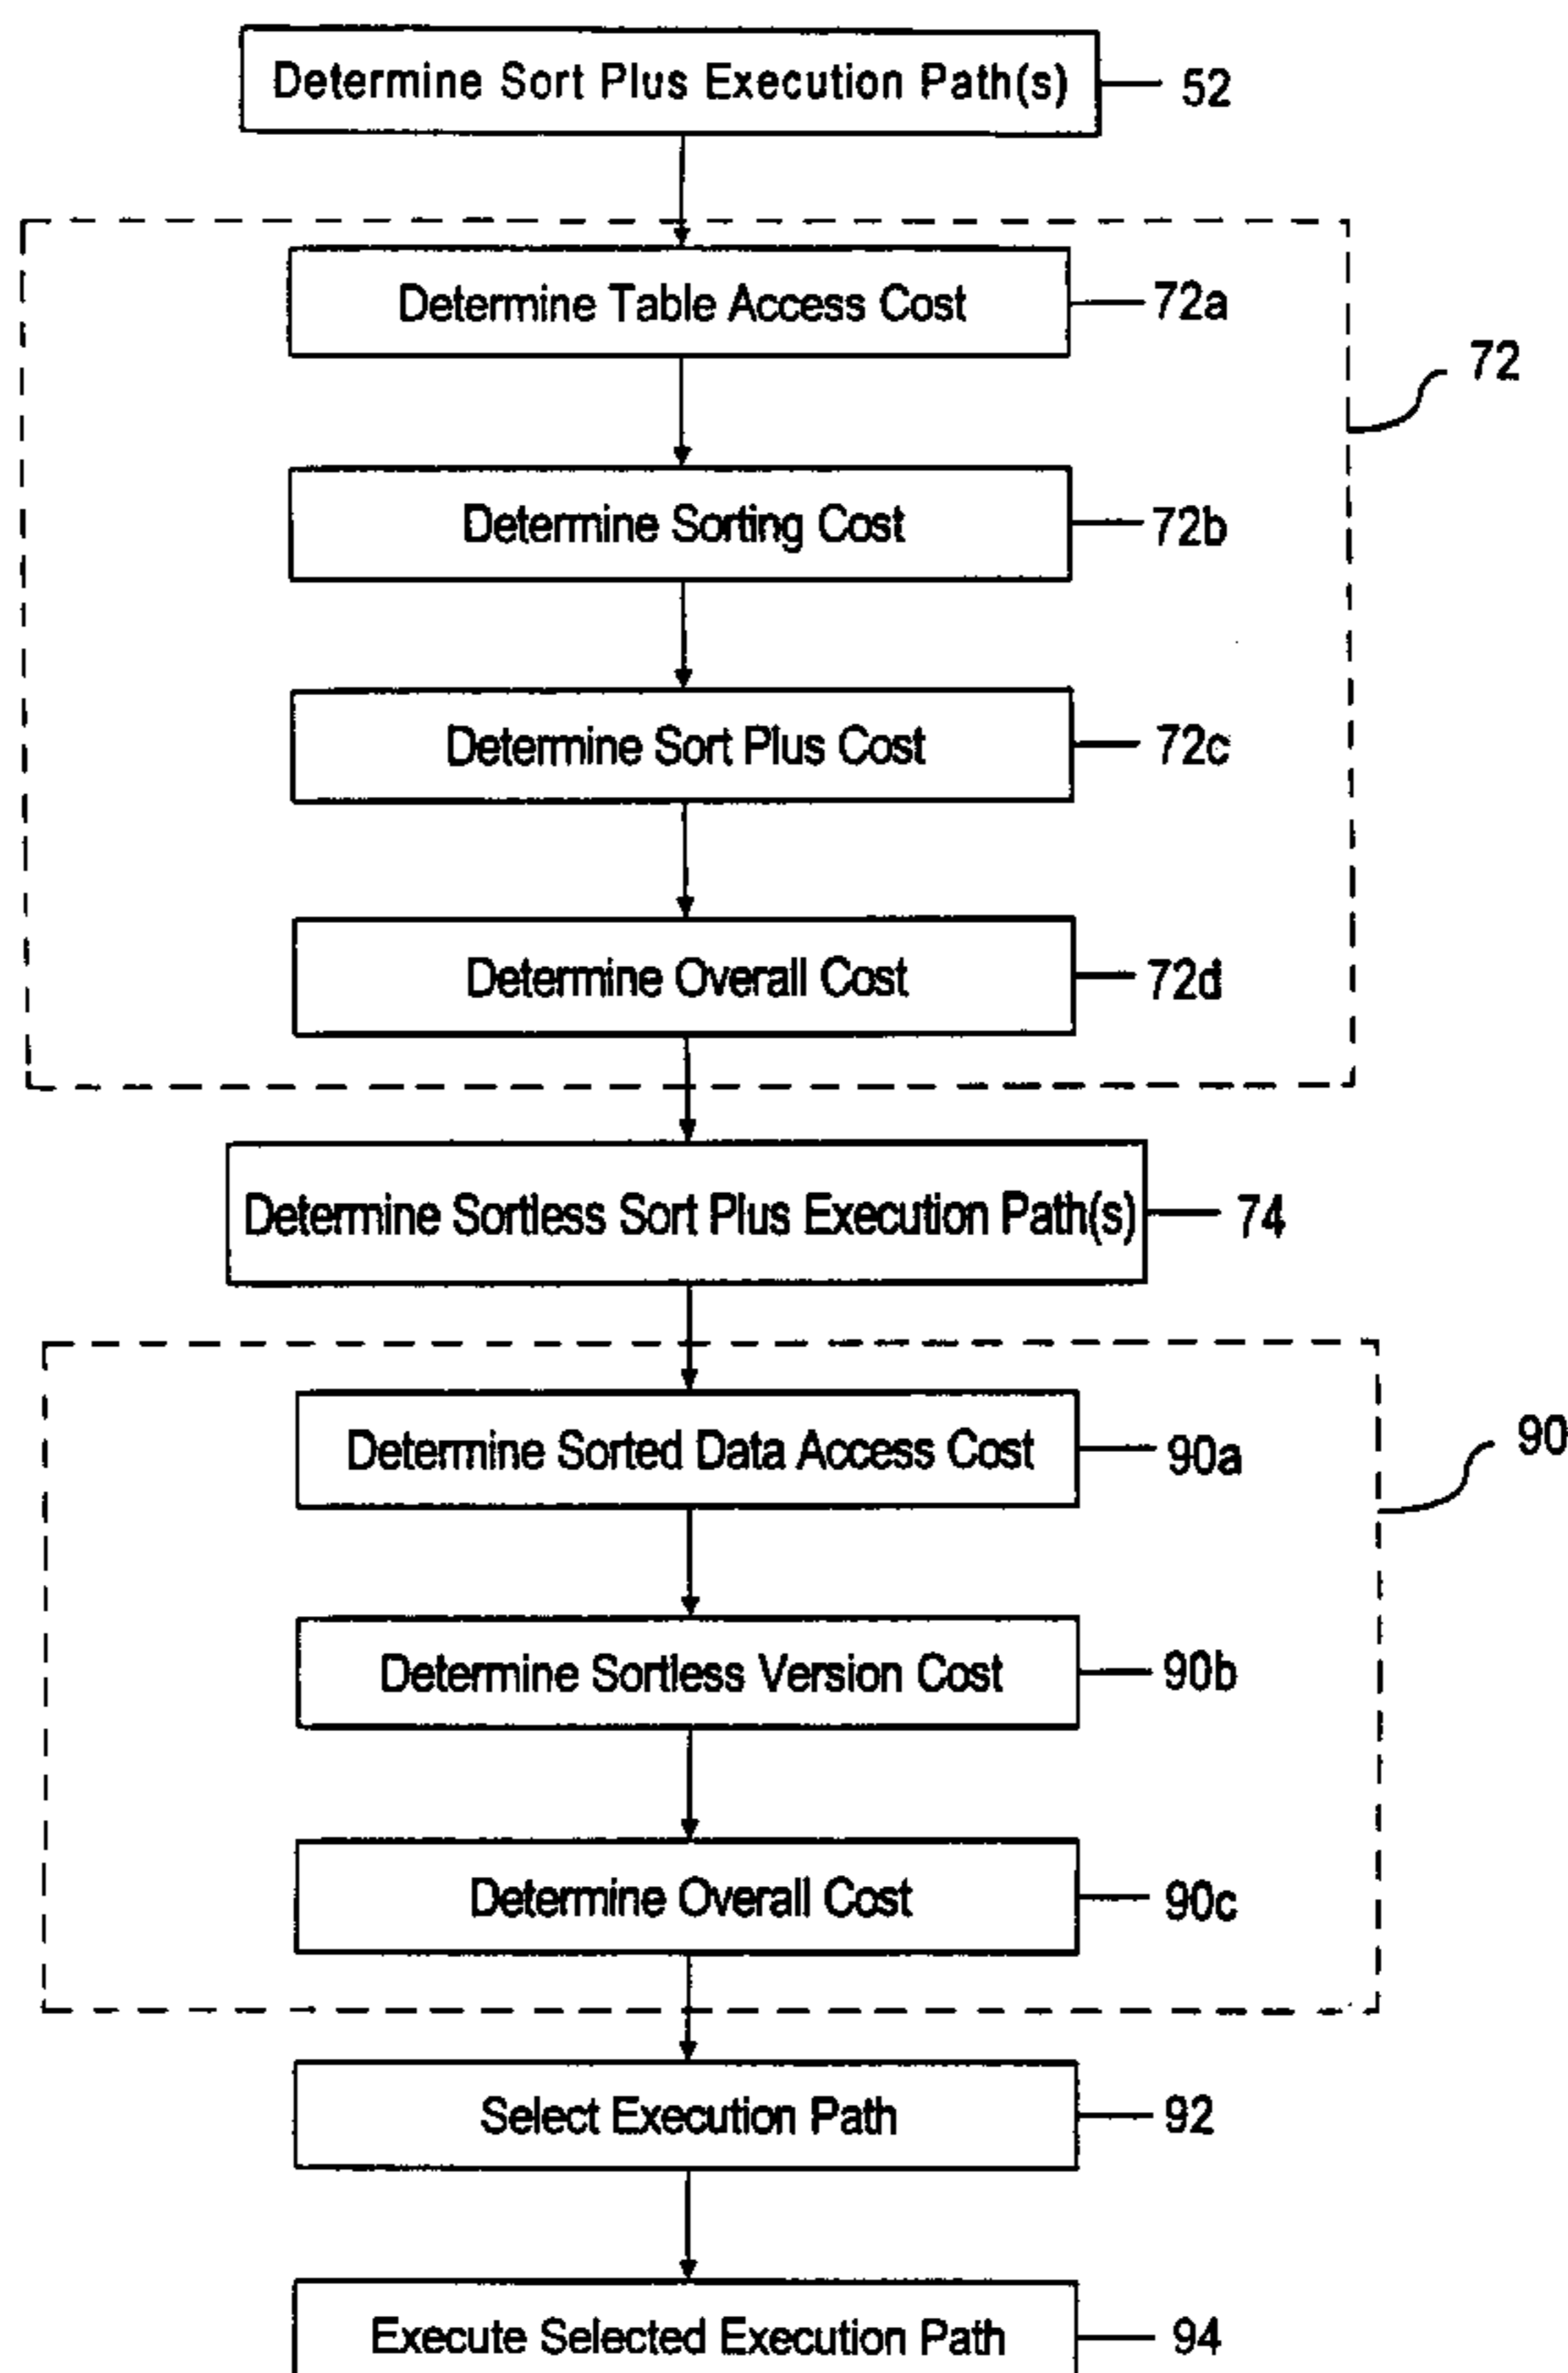 Determine Sort Plus Execution Path(s) 52
Determine Table Access Cost 72a
72
Determine Sorting Cost 72b
Determine Sort Plus Cost 72c
Determine Overall Cost 72d
Determine Sortless Sort Plus Execution Path(s) 74
Determine Sorted Data Access Cost 90a
90
Determine Sortless Version Cost 90b
Determine Overall Cost 90c
Select Execution Path 92
Execute Selected Execution Path 94